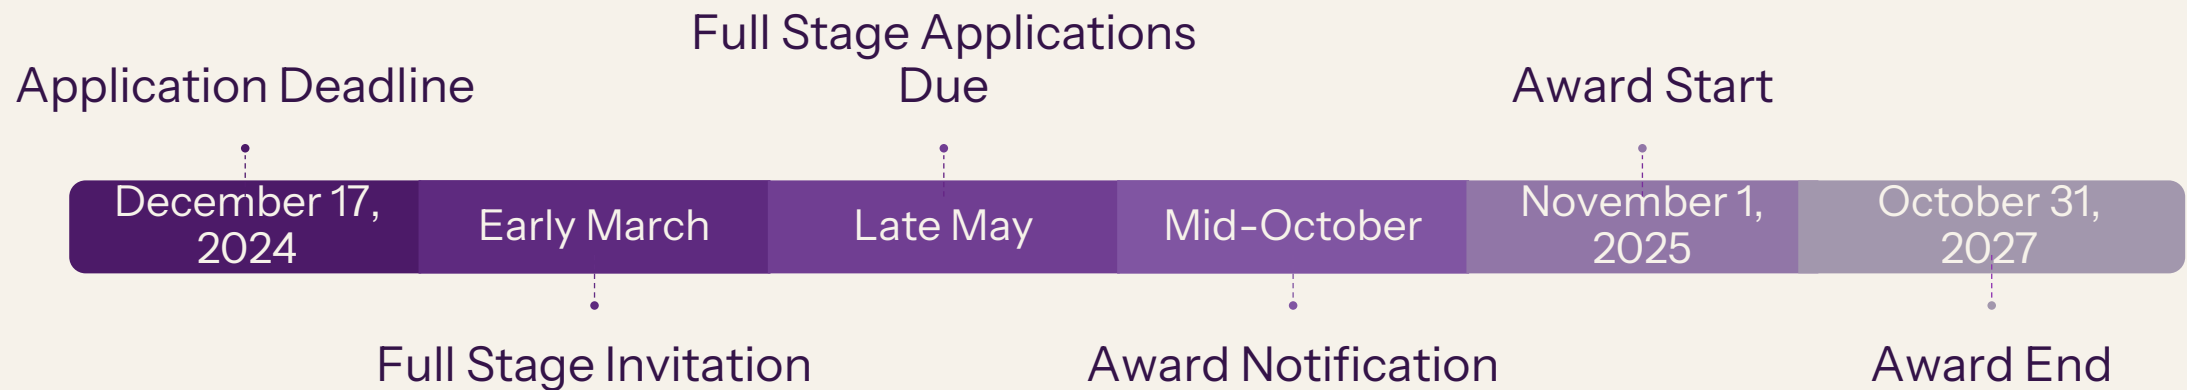 Full Stage Applications
Due
Application Deadline
Award Start
December 17,
2024
Early March
Late May
Mid-October
November 1,
2025
October 31,
2027
Full Stage Invitation
Award Notification
Award End